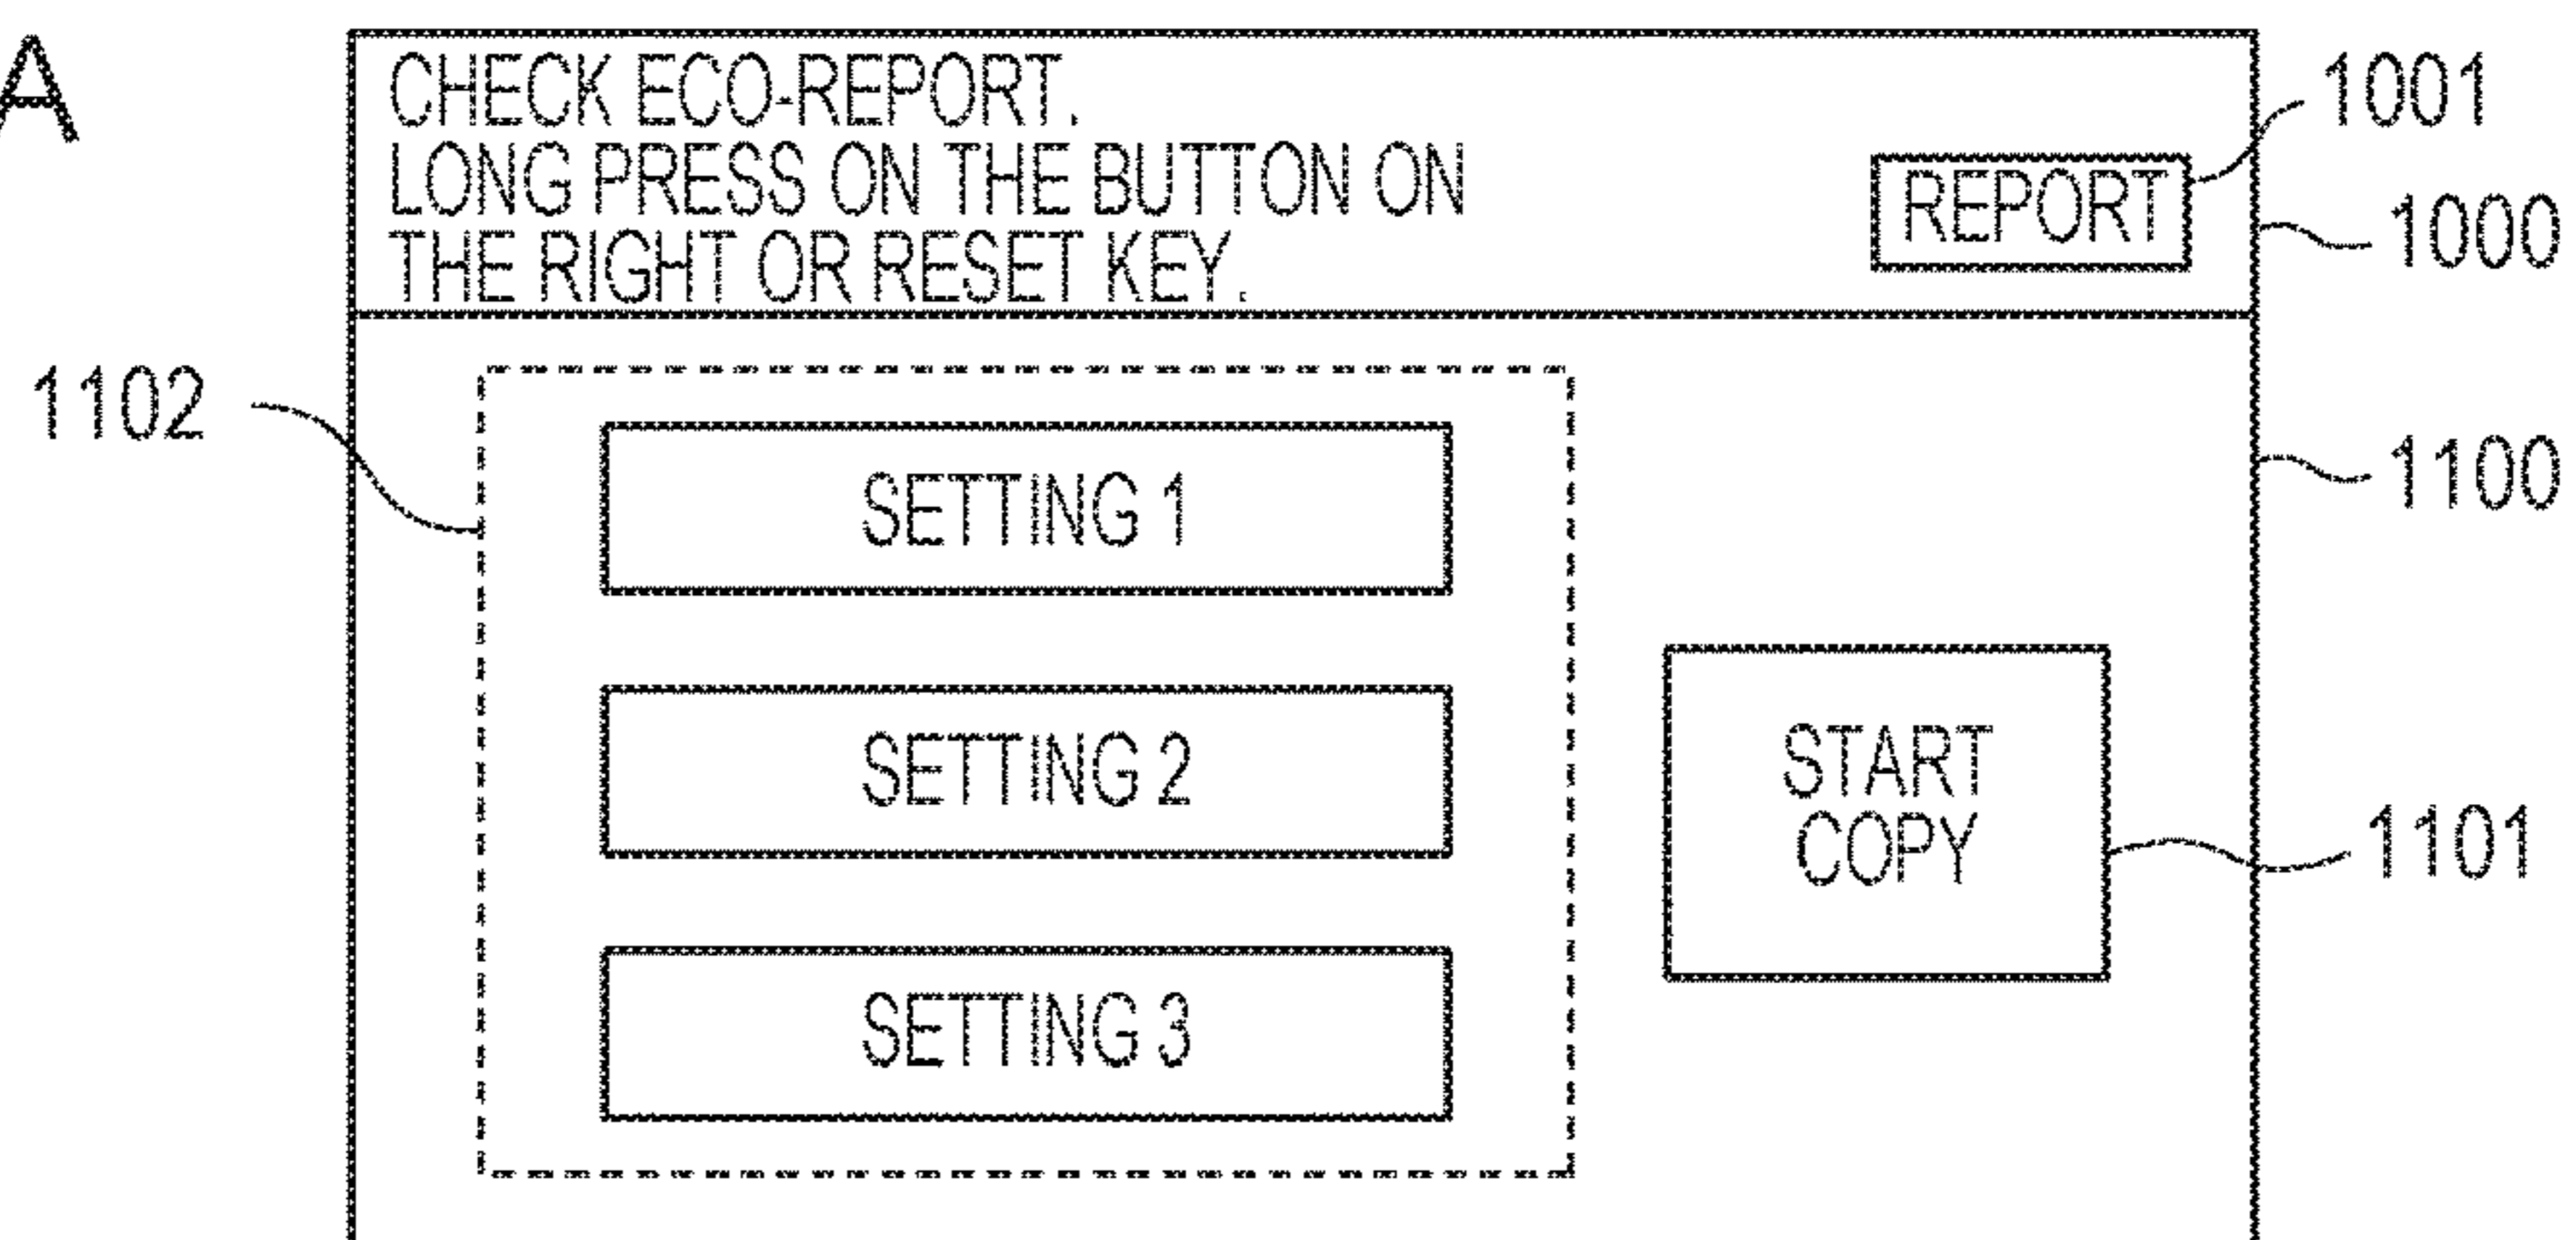 A
CHECK ECO-REPORT.
LONG PRESS ON THE BUTTON ON
THE RIGHT OR RESET KEY.
REPORT
1001
1000
1102
1100
SETTING 1
SETTING 2
START
COPY
1101
SETTING 3